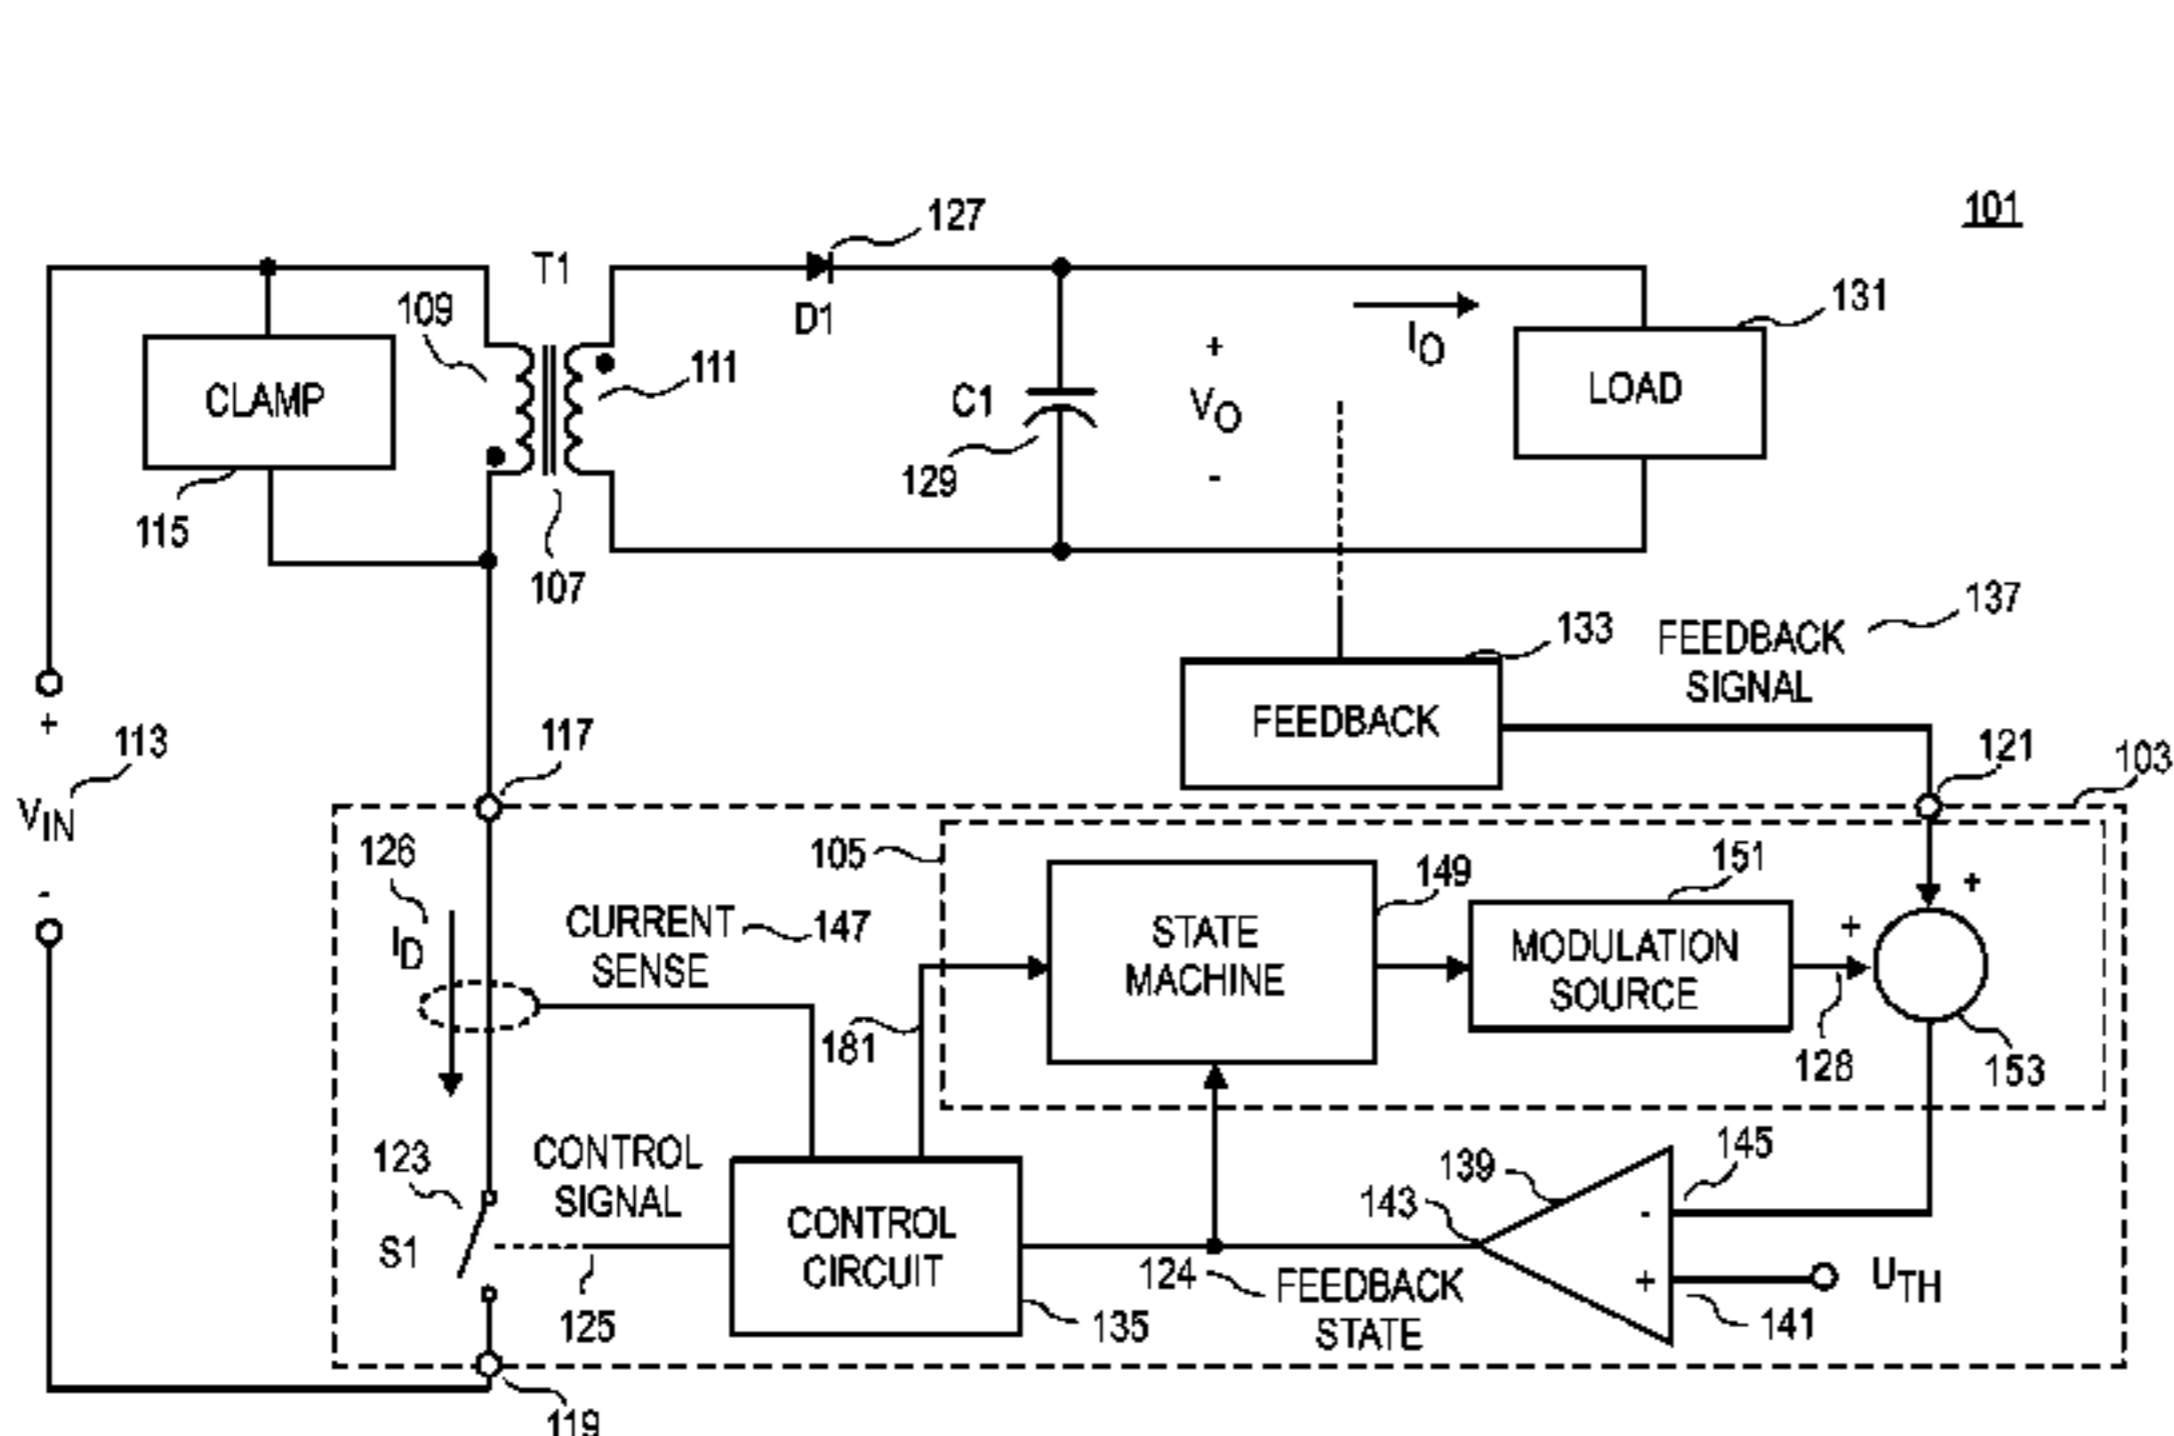 101
127
T1
D1
109
111
131
CLAMP
C1
+
VO
-
IO
LOAD
129
115
107
133
FEEDBACK
SIGNAL
137
FEEDBACK
117
121
103
+
113
VIN
-
126
ID
CURRENT
SENSE
147
105
STATE
MACHINE
149
151
MODULATION
SOURCE
+
+
128
153
181
123
S1
CONTROL
SIGNAL
125
CONTROL
CIRCUIT
135
124
FEEDBACK
STATE
143
139
145
-
+
141
UTH
119